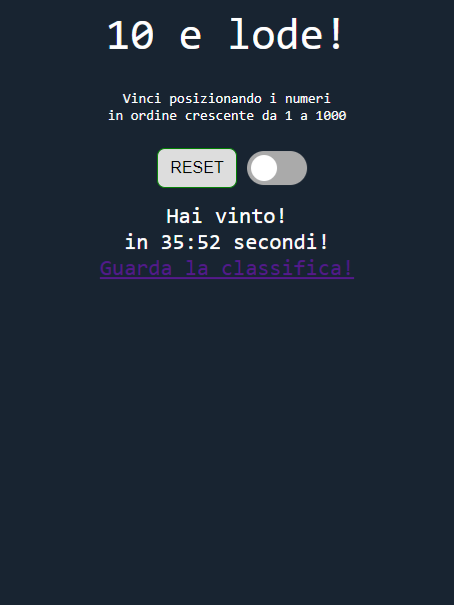 10 e lode!
Vinci posizionando i numeri
in ordine crescente da 1 a 1000
RESET
Hai vinto!
in 35:52 secondi!
Guarda la classifica!